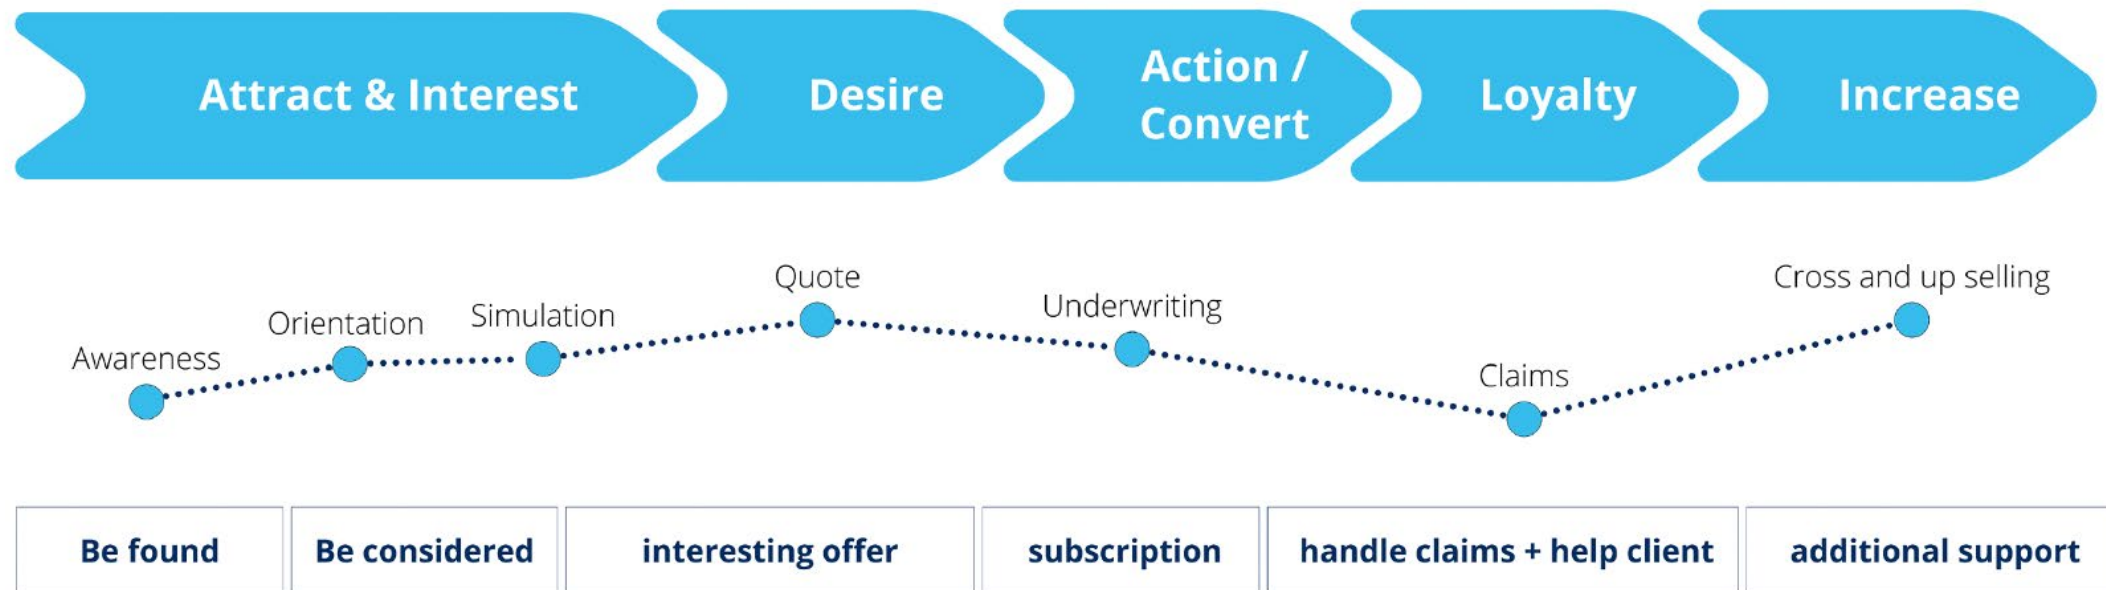 Attract & Interest
Desire
Action /
Convert
Loyalty
Increase
Awareness
Orientation
Simulation
Quote
Underwriting
Claims
Cross and up selling
Be found
Be considered
interesting offer
subscription
handle claims + help client
additional support